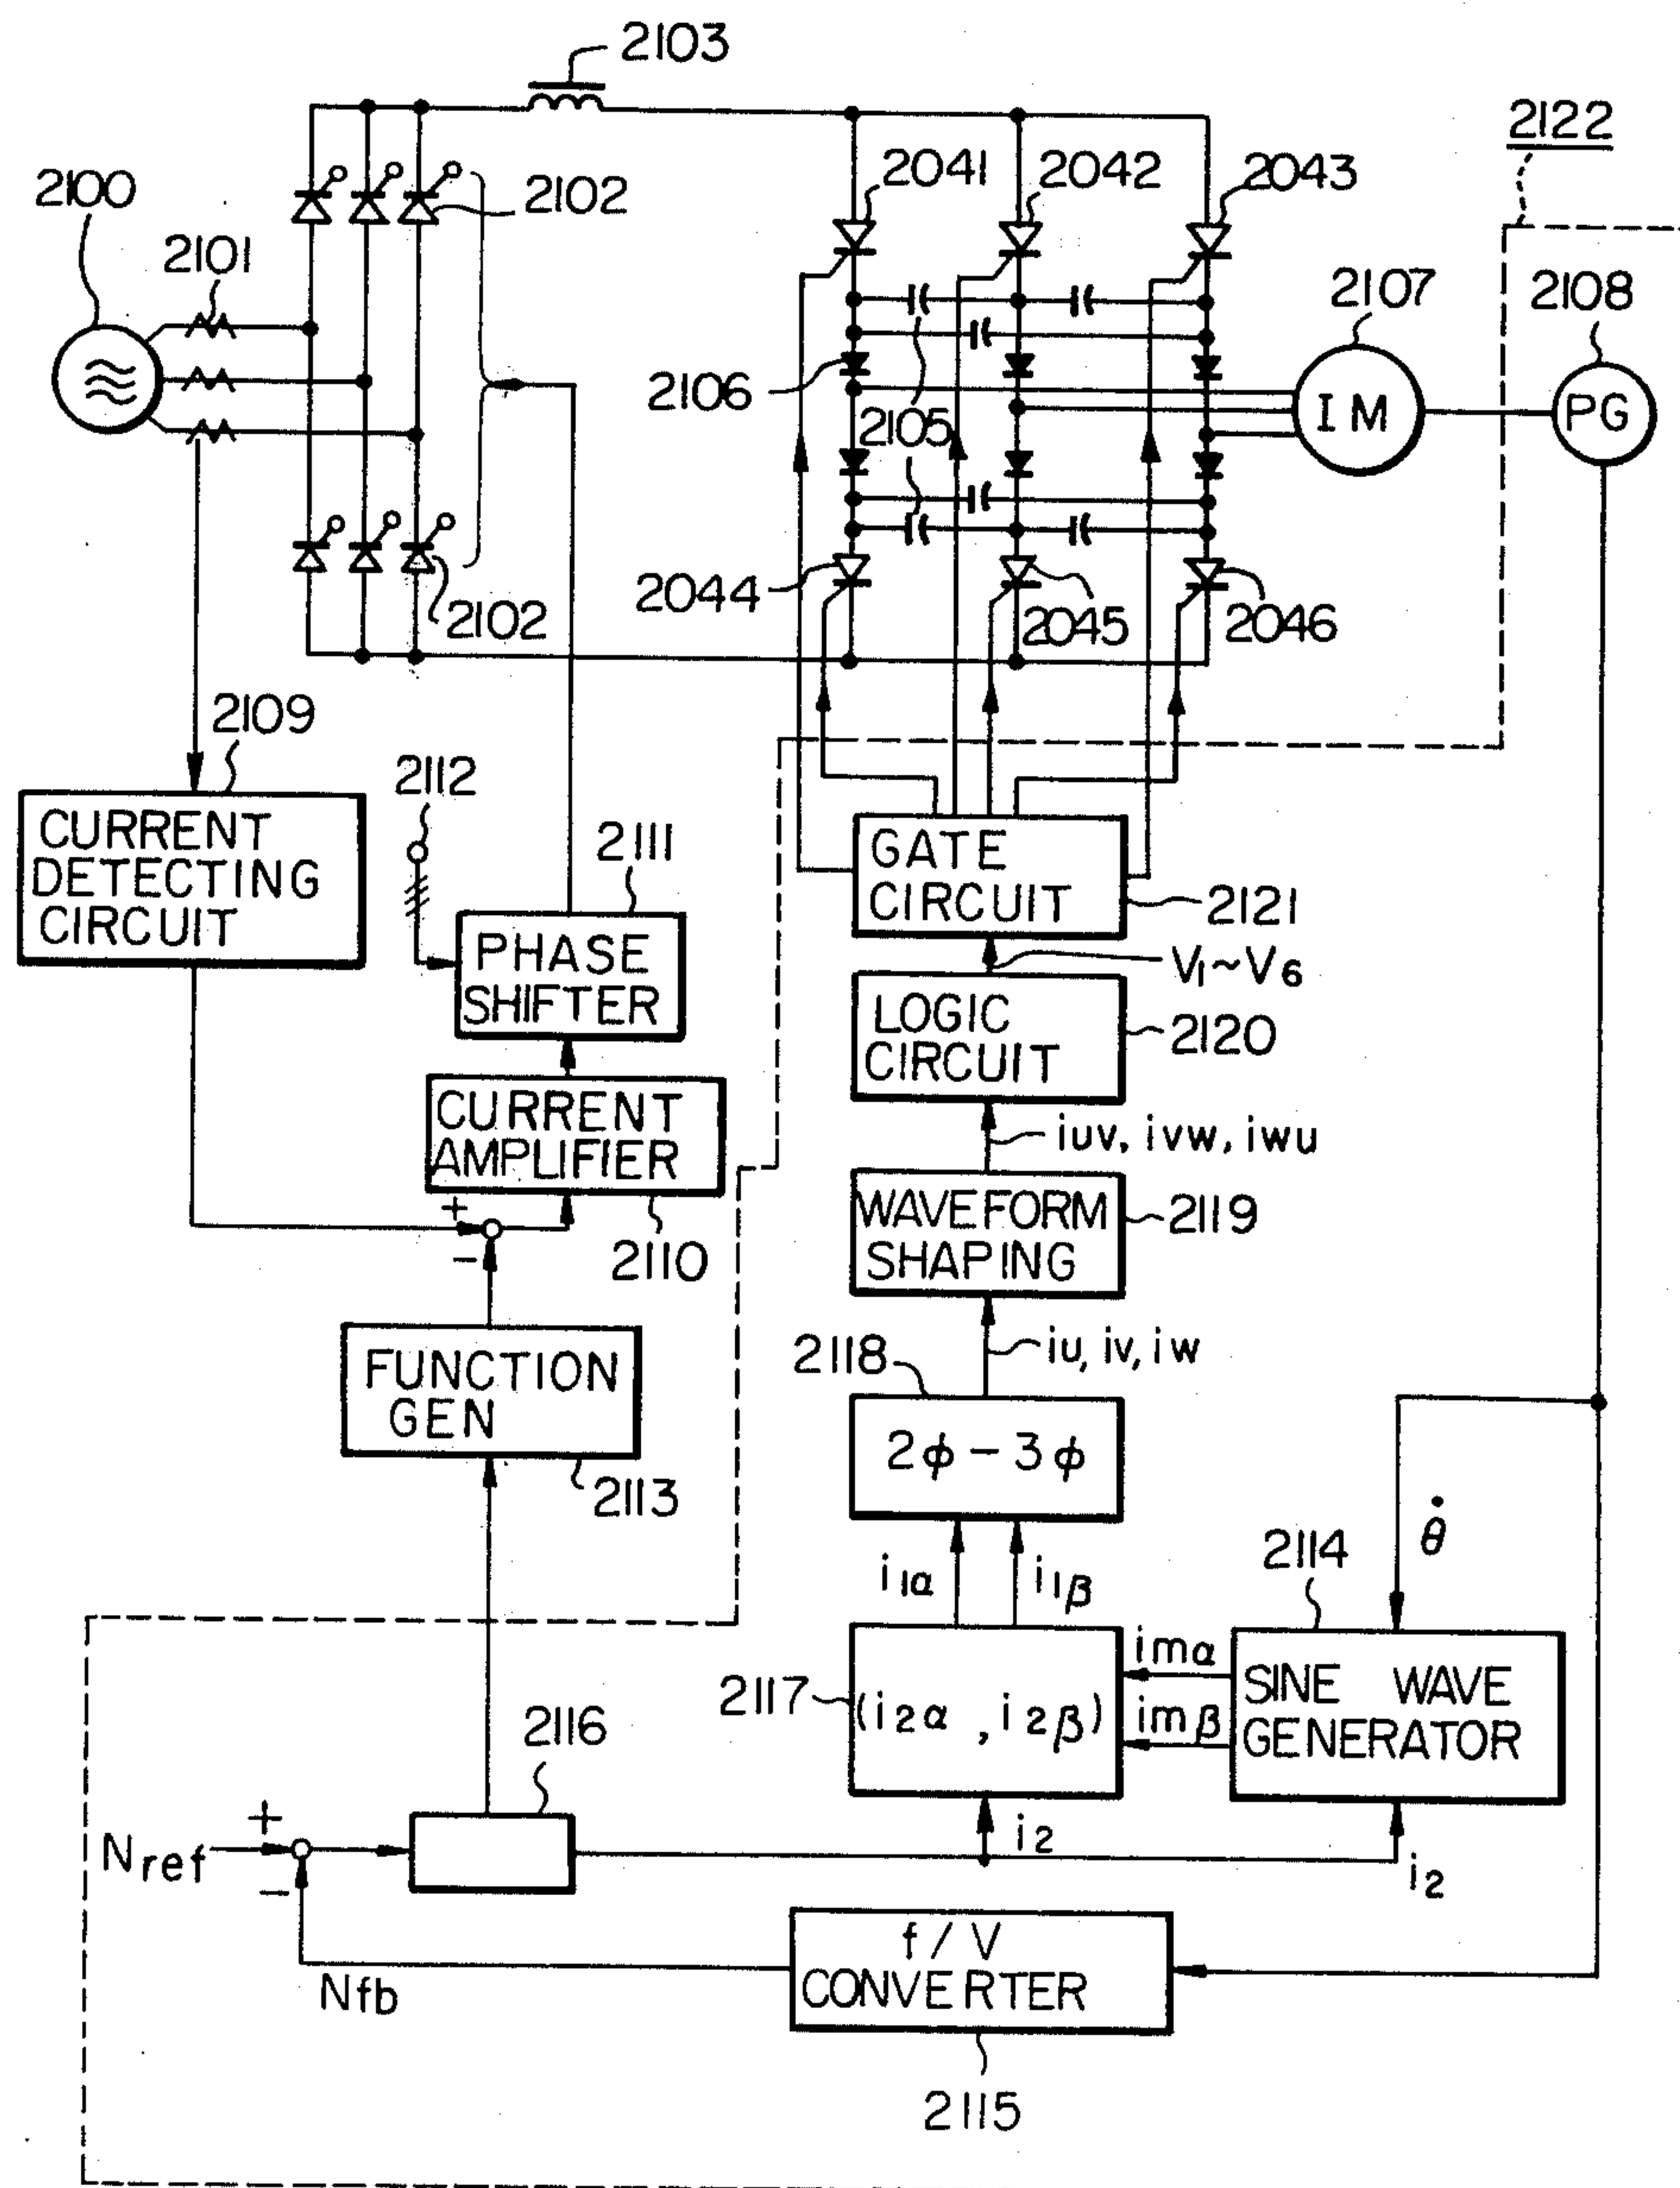 2103
2122
2100
2101
2102
2041
2042
2043
2107
2108
2106
2105
IM
PG
2102
2044
2045
2046
2109
2112
2111
CURRENT
DETECTING
CIRCUIT
PHASE
SHIFTER
GATE
CIRCUIT
2121
V1~V6
LOGIC
CIRCUIT
2120
CURRENT
AMPLIFIER
iuv, ivw, iwu
+
-
2110
WAVEFORM
SHAPING
2119
iu, iv, iw
FUNCTION
GEN
2113
2118
2ϕ-3ϕ
θ̇
i1α
i1β
2114
2117
(i2α, i2β)
imα
imβ
SINE WAVE
GENERATOR
2116
+
Nref
-
i2
i2
Nfb
f/V
CONVERTER
2115